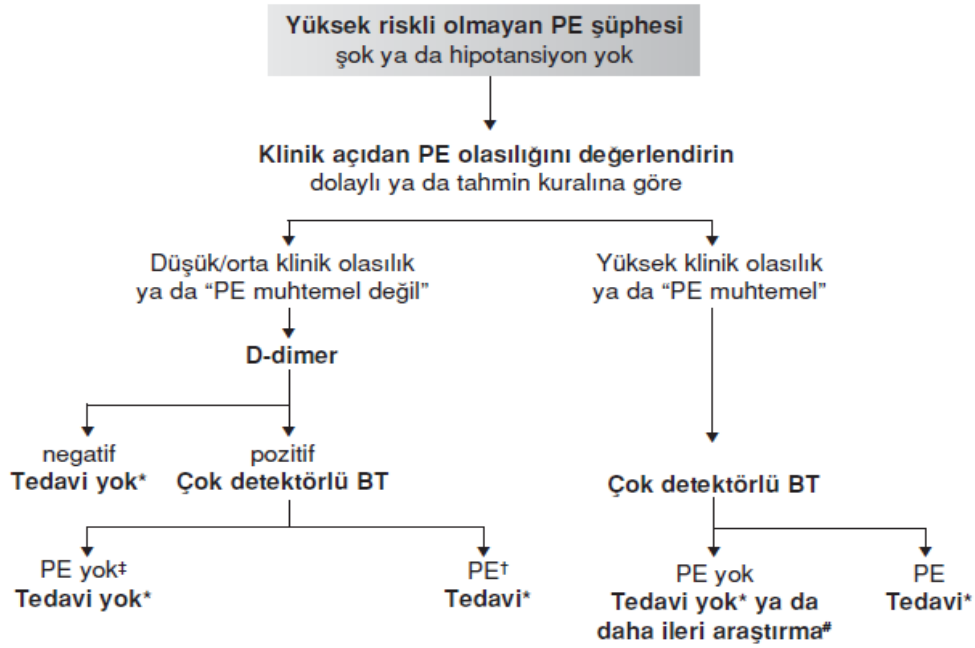 Yüksek riskli olmayan PE şüphesi
şok ya da hipotansiyon yok
Klinik açıdan PE olasılığını değerlendirin
dolaylı ya da tahmin kuralına göre
Düşük/orta klinik olasılık
ya da “PE muhtemel değil”
Yüksek klinik olasılık
ya da “PE muhtemel”
D-dimer
negatif
Tedavi yok*
pozitif
Çok detektörlü BT
Çok detektörlü BT
PE yok‡
Tedavi yok*
PE†
Tedavi*
PE yok
Tedavi yok* ya da
daha ileri araştırma#
PE
Tedavi*